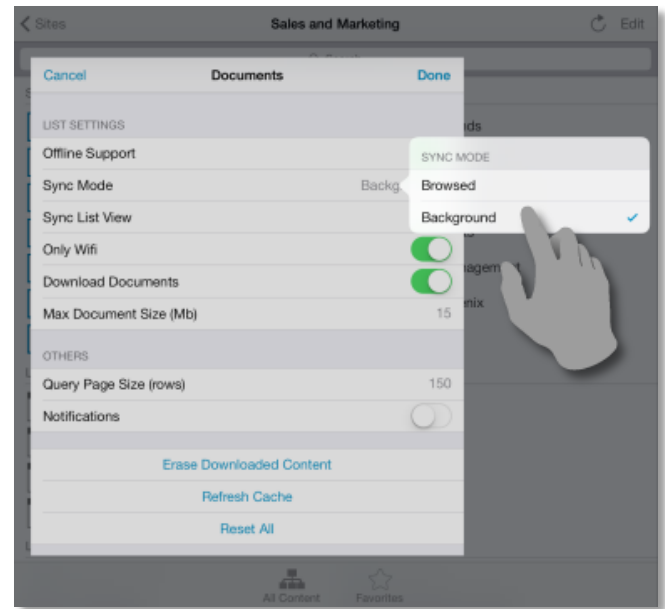 Sites Sales and Marketing Edit
Cancel Documents Done
LIST SETTINGS
Offline Support
SYNC MODE
Sync Mode Backg
Browsed
Sync List View
Background
Only Wifi
Download Documents
Max Document Size (Mb) 15
OTHERS
Query Page Size (rows) 150
Notifications
Erase Downloaded Content
Refresh Cache
Reset All
All Content Favorites